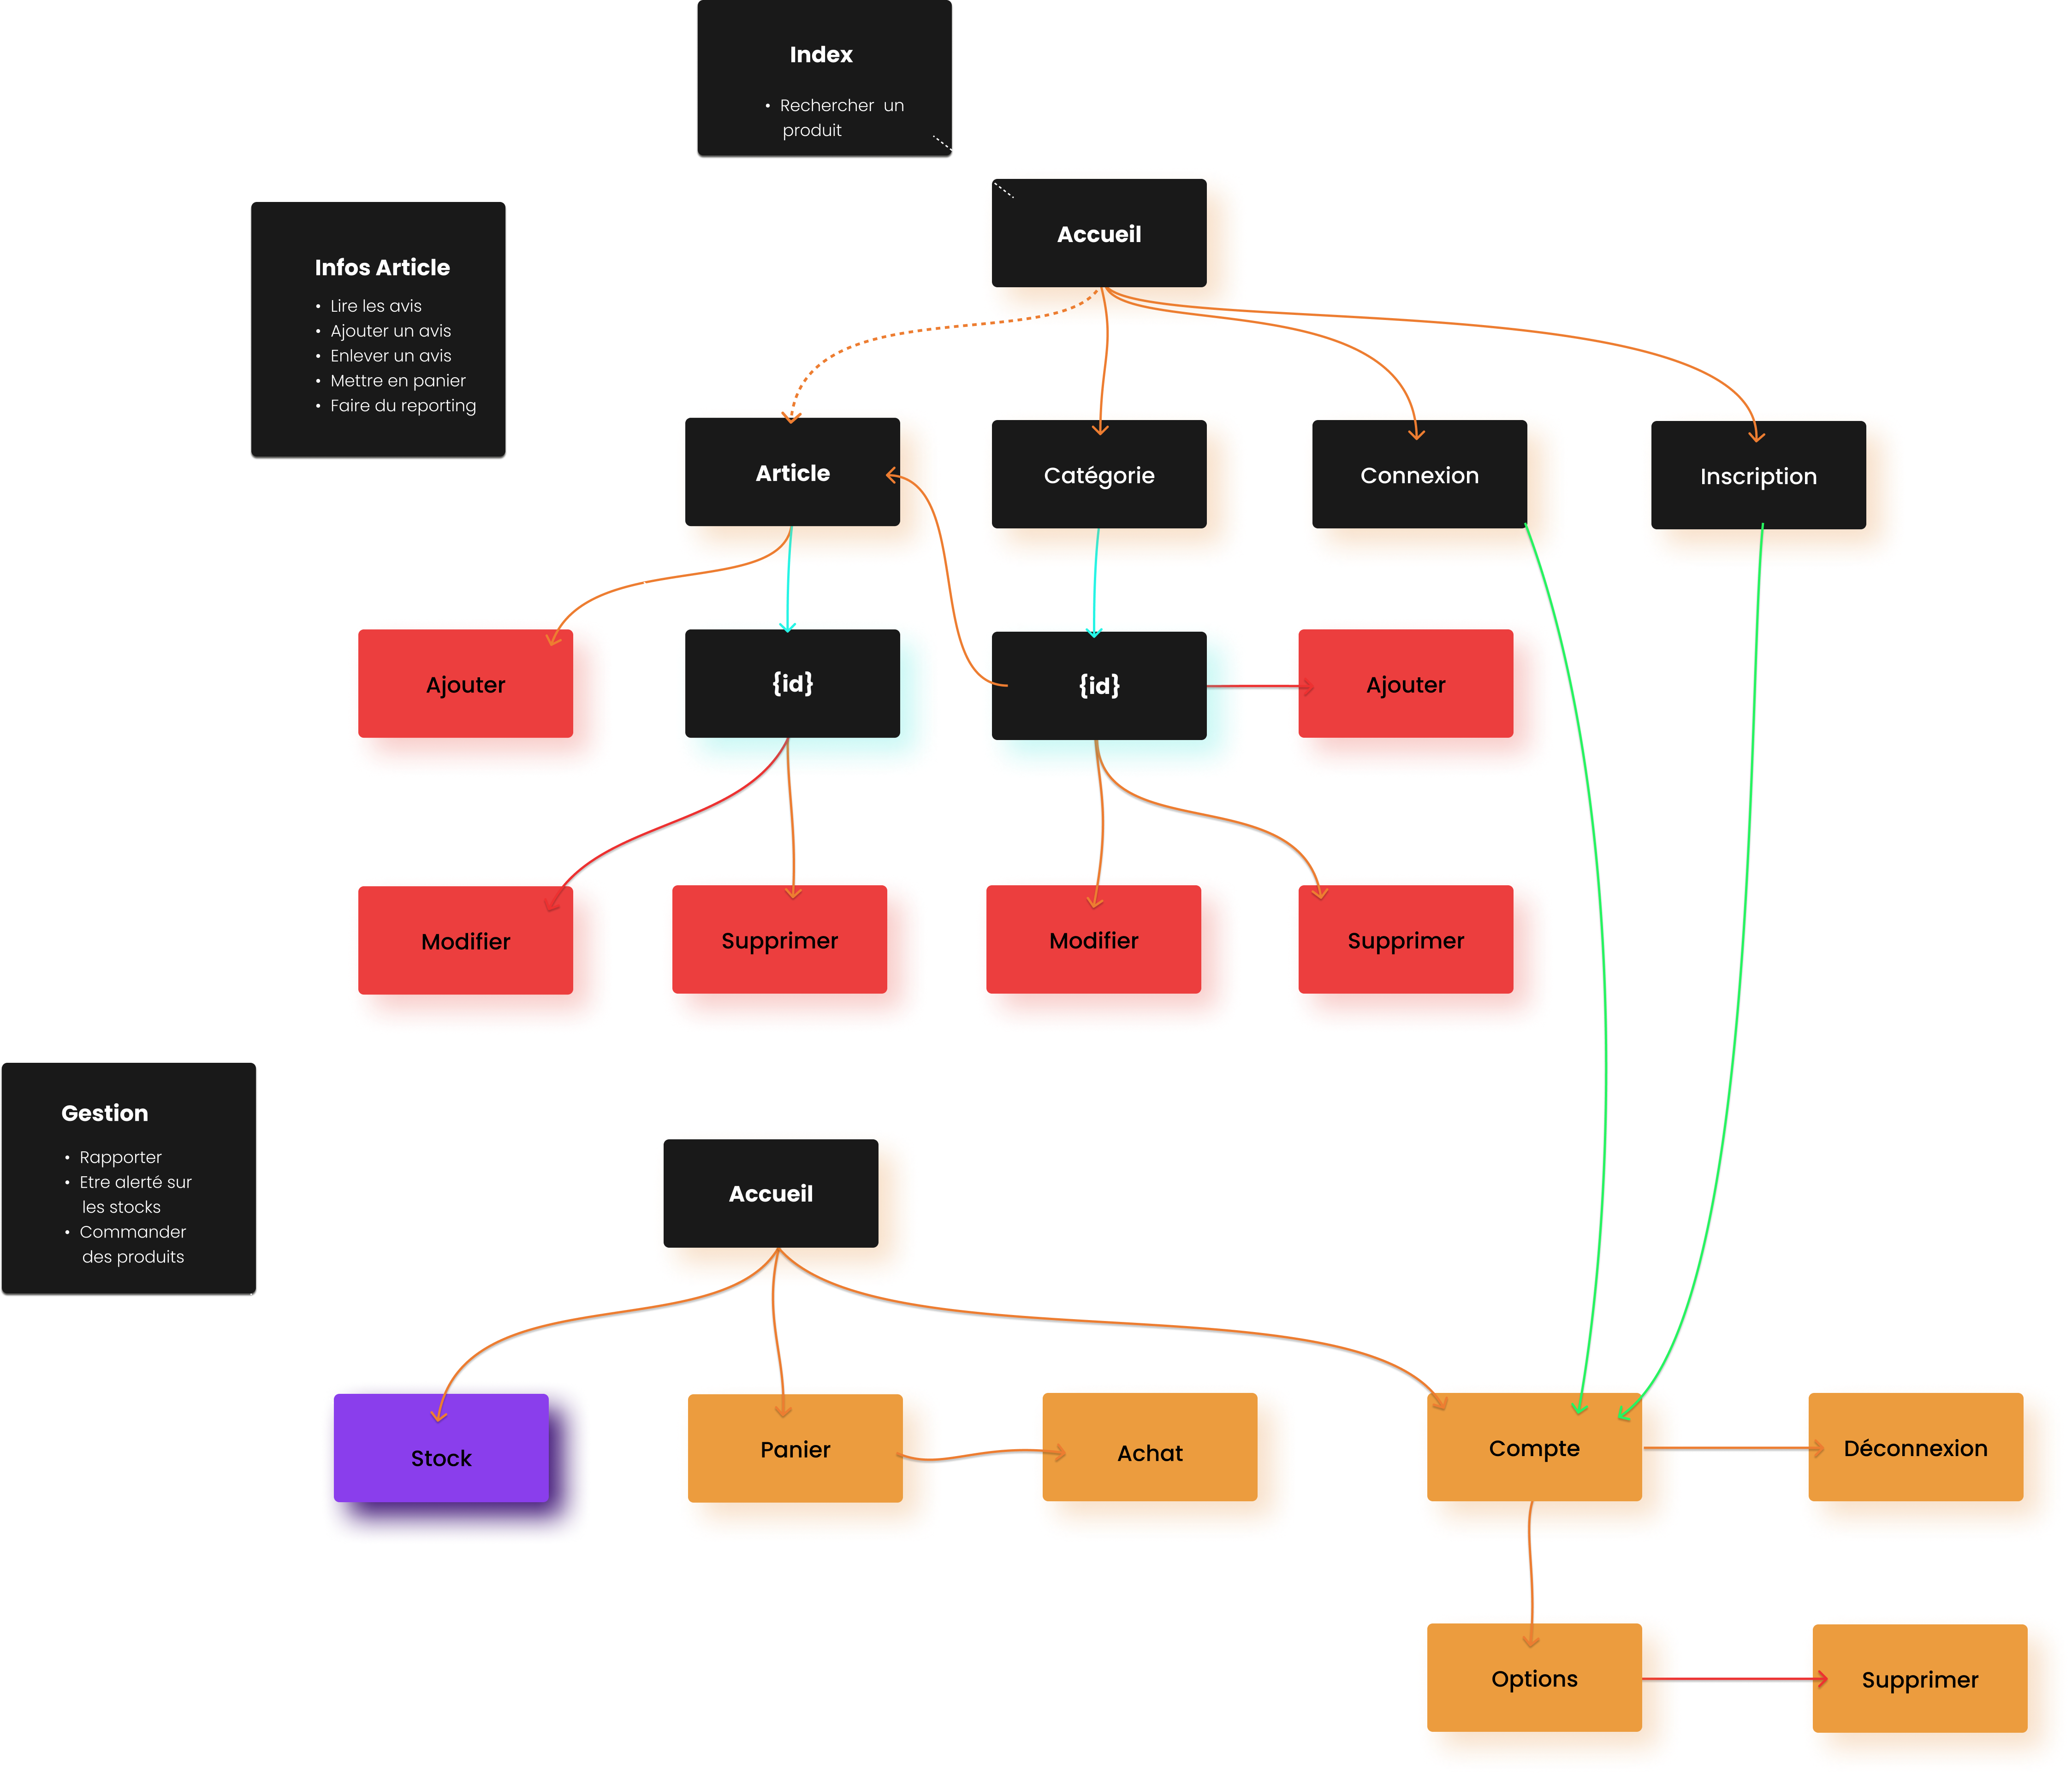 Index
• Rechercher un
produit
Accueil
Infos Article
• Lire les avis
• Ajouter un avis
• Enlever un avis
• Mettre en panier
• Faire du reporting
Article
Catégorie
Connexion
Inscription
Ajouter
{id}
{id}
Ajouter
Modifier
Supprimer
Modifier
Supprimer
Gestion
• Rapporter
• Etre alerté sur
les stocks
• Commander
des produits
Accueil
Stock
Panier
Achat
Compte
Déconnexion
Options
Supprimer